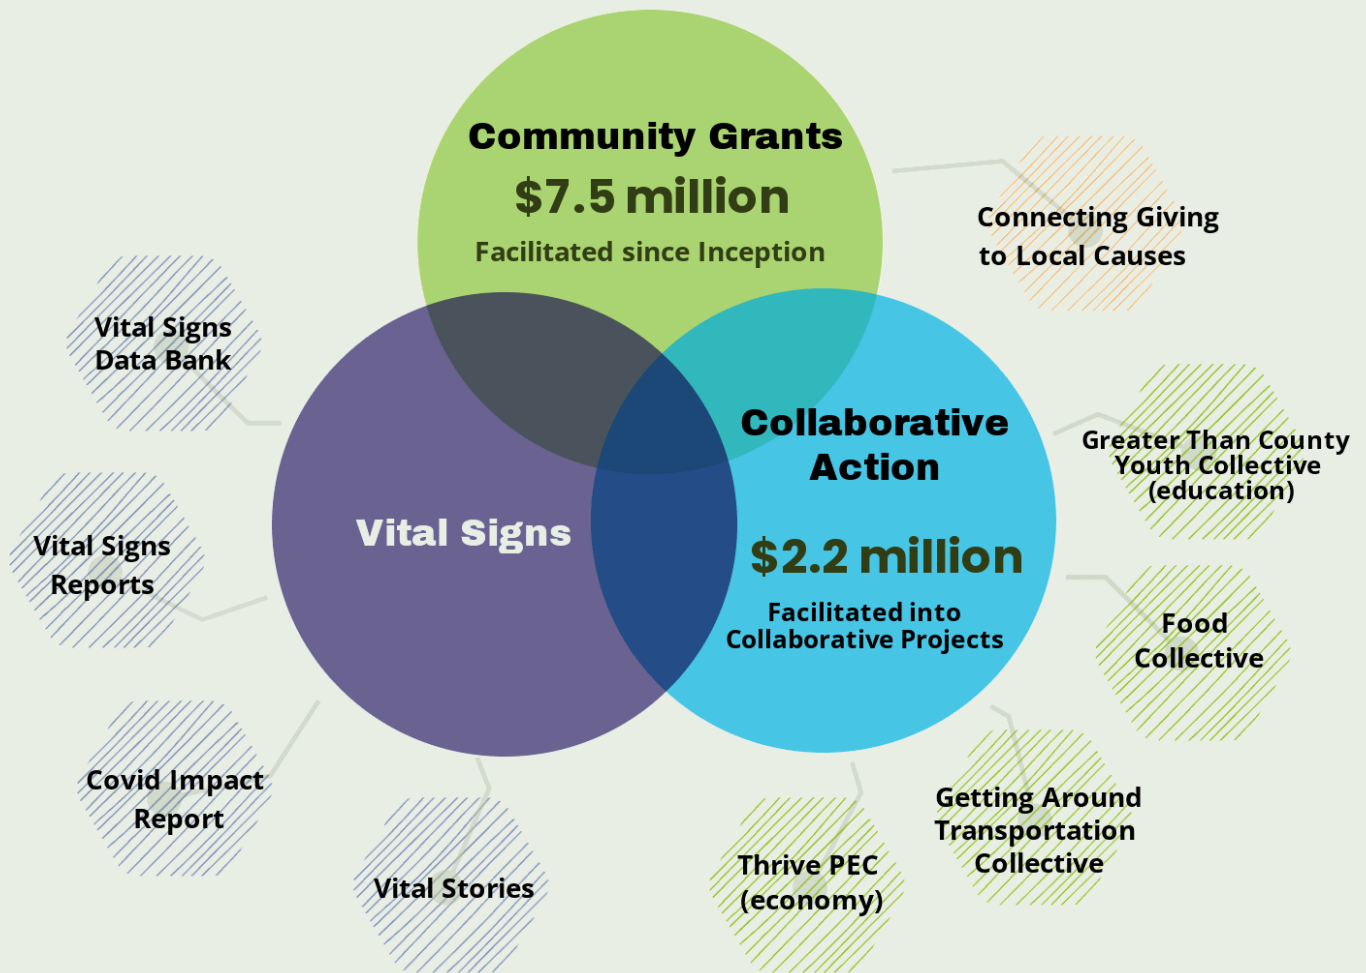 Community Grants
$7.5 million
Facilitated since Inception
Connecting Giving
to Local Causes
Vital Signs
Data Bank
Collaborative
Action
Greater Than County
Youth Collective
(education)
Vital Signs
$2.2 million
Facilitated into
Collaborative Projects
Vital Signs
Reports
Food
Collective
Covid Impact
Report
Getting Around
Transportation
Collective
Vital Stories
Thrive PEC
(economy)